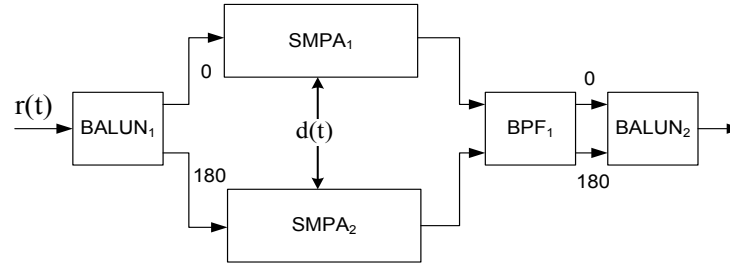 SMPA₁
0
r(t)
BALUN₁
d(t)
BPF₁
0
BALUN₂
180
180
SMPA₂